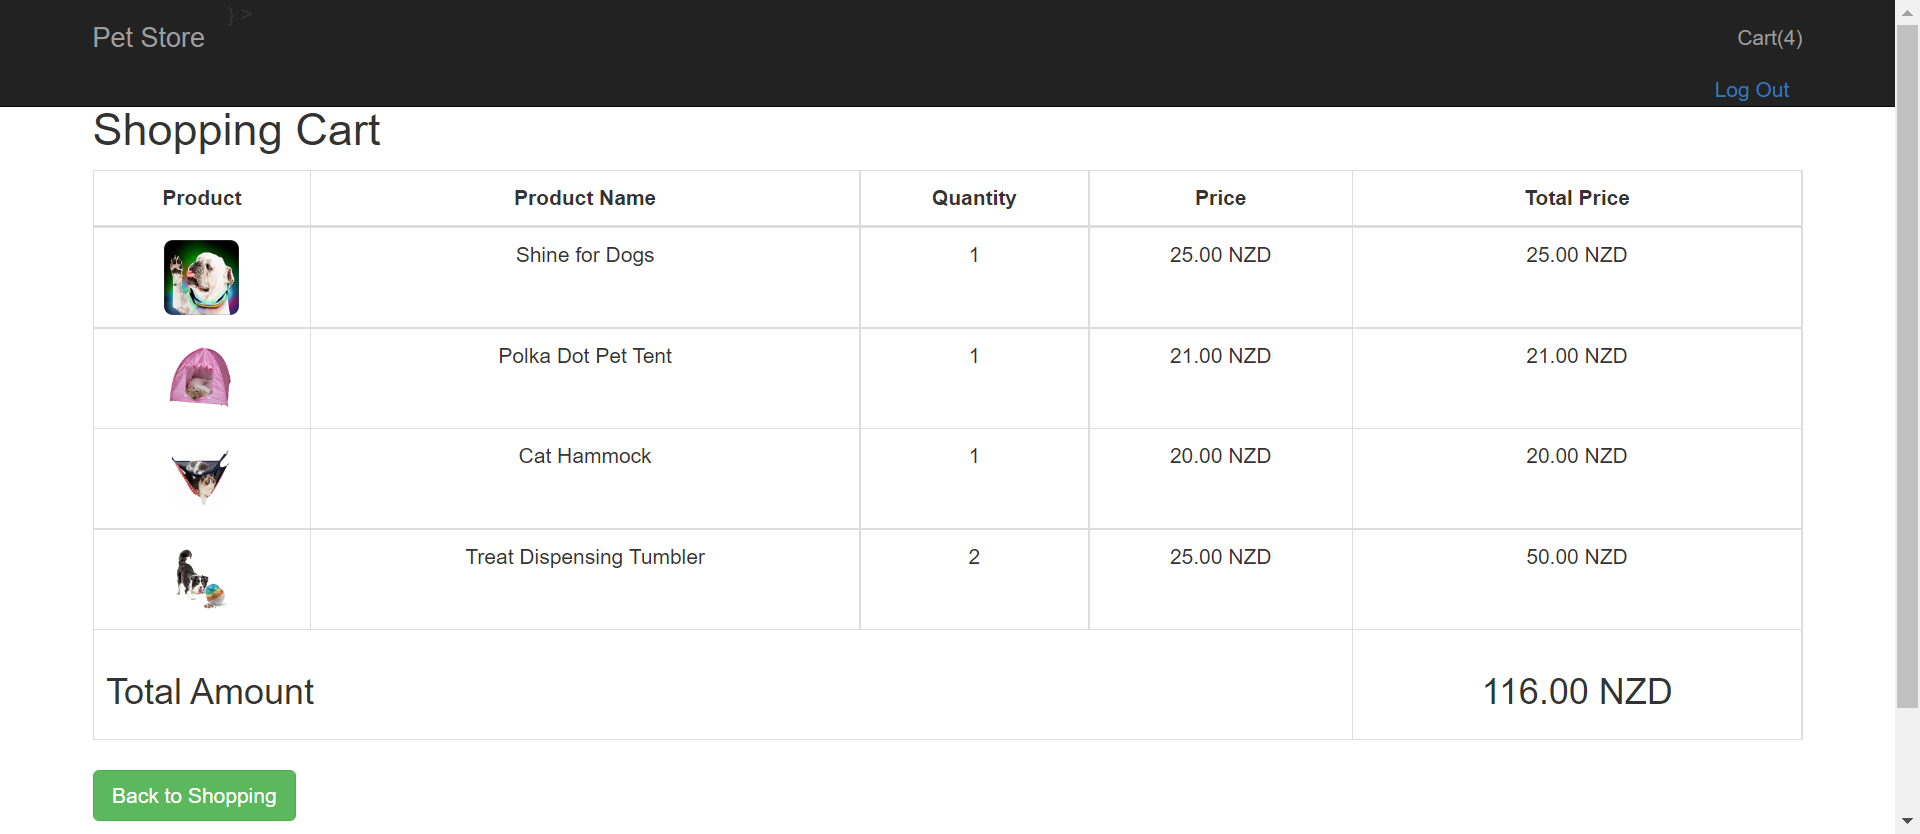 } >
Pet Store
Cart(4)
Log Out
Shopping Cart
Product Product Name Quantity Price Total Price
Shine for Dogs 1 25.00 NZD 25.00 NZD
Polka Dot Pet Tent 1 21.00 NZD 21.00 NZD
Cat Hammock 1 20.00 NZD 20.00 NZD
Treat Dispensing Tumbler 2 25.00 NZD 50.00 NZD
Total Amount 116.00 NZD
Back to Shopping